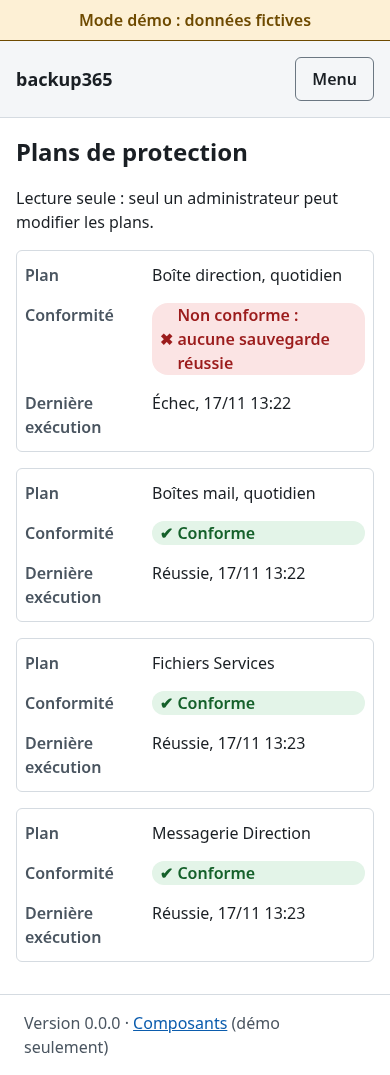 Mode démo : données fictives
backup365
Menu
Plans de protection
Lecture seule : seul un administrateur peut
modifier les plans.
Plan
Boîte direction, quotidien
Conformité
✖ Non conforme :
aucune sauvegarde
réussie
Dernière
exécution
Échec, 17/11 13:22
Plan
Boîtes mail, quotidien
Conformité
✔ Conforme
Dernière
exécution
Réussie, 17/11 13:22
Plan
Fichiers Services
Conformité
✔ Conforme
Dernière
exécution
Réussie, 17/11 13:23
Plan
Messagerie Direction
Conformité
✔ Conforme
Dernière
exécution
Réussie, 17/11 13:23
Version 0.0.0 · Composants (démo
seulement)